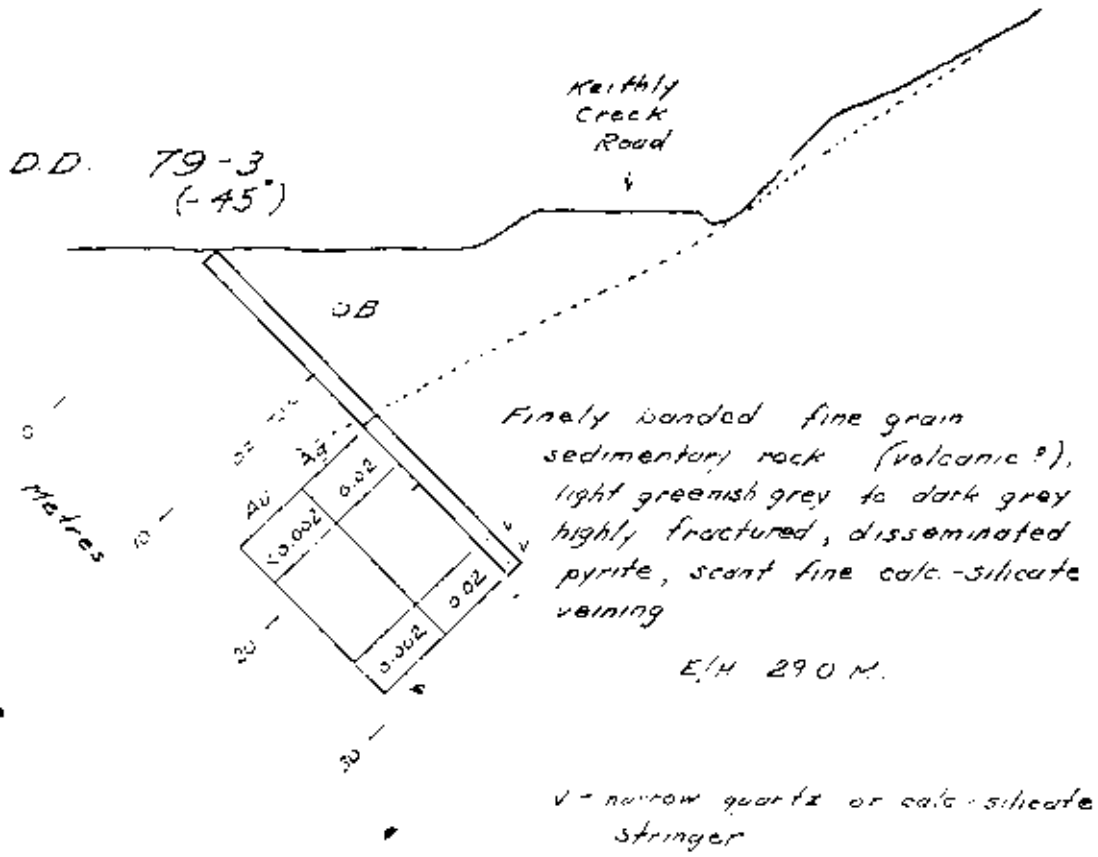 Keithly
Creek
Road
D.D. 79-3
(-45°)
OB
0
Metres
10
20
30
Au Ag
<0.002 0.02
0.002 0.02
Finely banded fine grain
sedimentary rock (volcanic?),
light greenish grey to dark grey
highly fractured, disseminated
pyrite, scant fine calc.-silicate
veining
E/H 29.0 M.
v - narrow quartz or calc-silicate
stringer